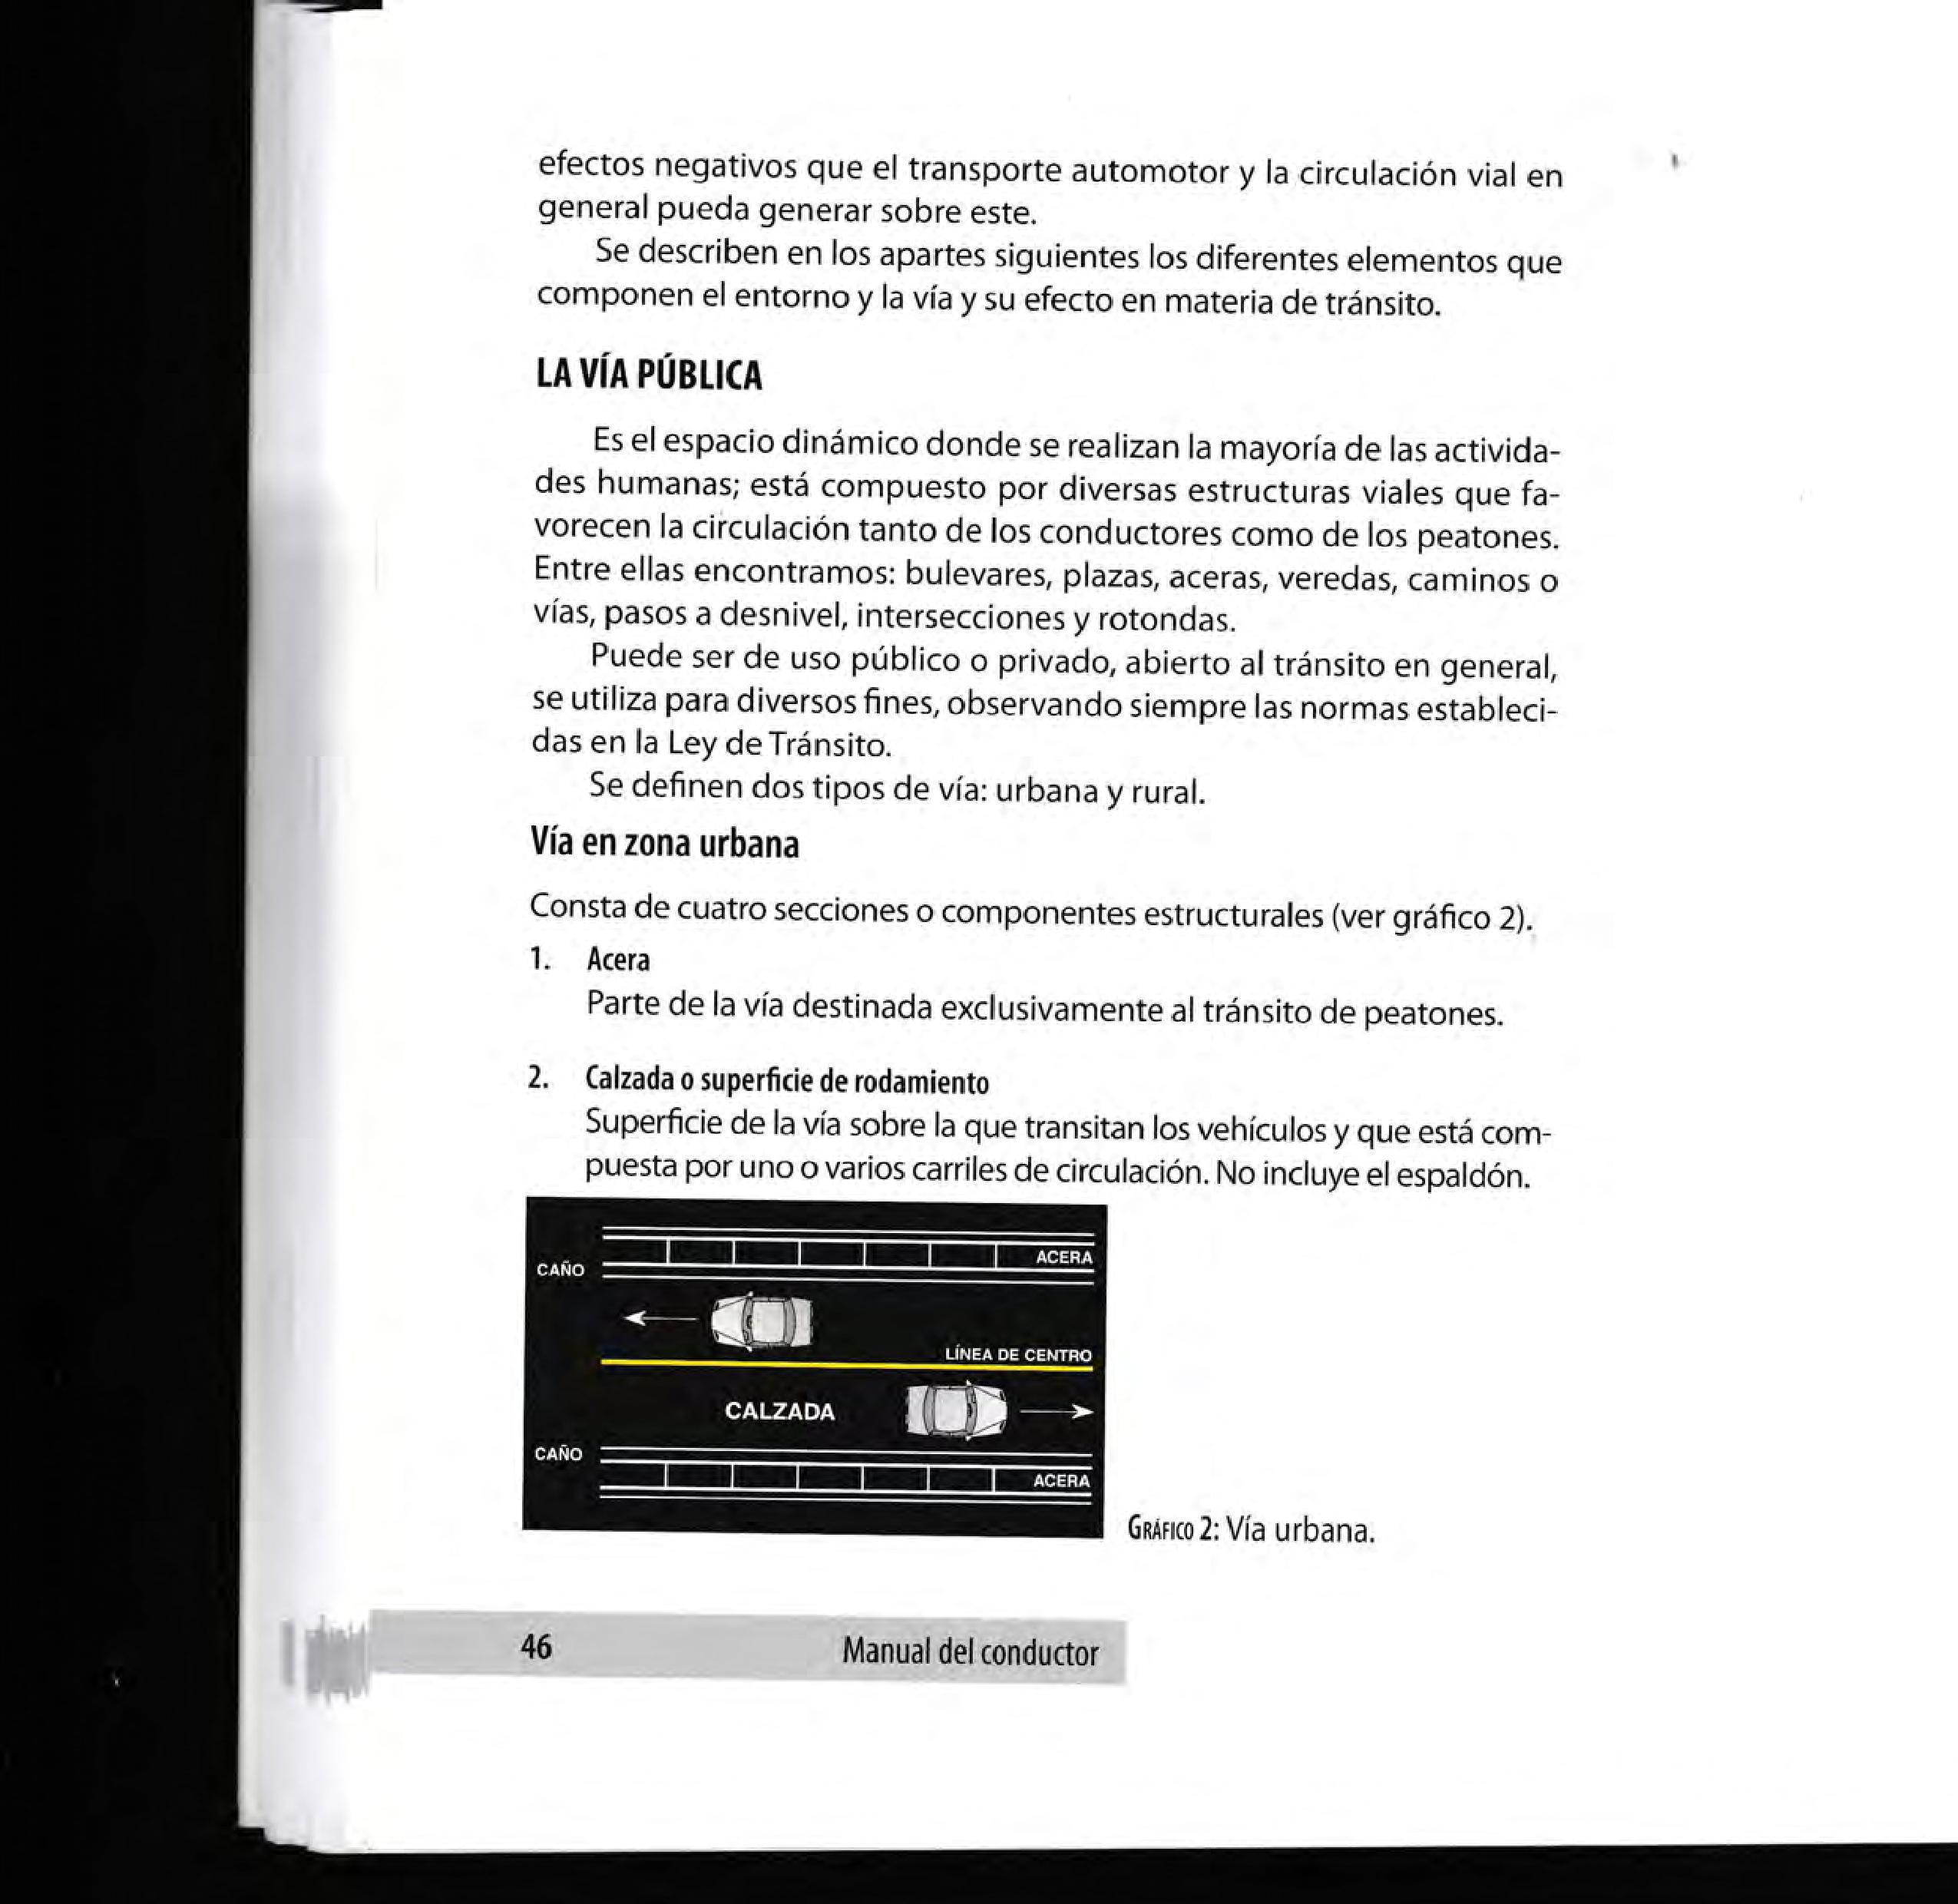 efectos negativos que el transporte automotor y la circulación vial en
general pueda generar sobre este.
Se describen en los apartes siguientes los diferentes elementos que
componen el entorno y la vía y su efecto en materia de tránsito.
LA VÍA PÚBLICA
Es el espacio dinámico donde se realizan la mayoría de las activida-
des humanas; está compuesto por diversas estructuras viales que fa-
vorecen la circulación tanto de los conductores como de los peatones.
Entre ellas encontramos: bulevares, plazas, aceras, veredas, caminos o
vías, pasos a desnivel, intersecciones y rotondas.
Puede ser de uso público o privado, abierto al tránsito en general,
se utiliza para diversos fines, observando siempre las normas estableci-
das en la Ley de Tránsito.
Se definen dos tipos de vía: urbana y rural.
Vía en zona urbana
Consta de cuatro secciones o componentes estructurales (ver gráfico 2).
1. Acera
Parte de la vía destinada exclusivamente al tránsito de peatones.
2. Calzada o superficie de rodamiento
Superficie de la vía sobre la que transitan los vehículos y que está com-
puesta por uno o varios carriles de circulación. No incluye el espaldón.
ACERA
CAÑO
LÍNEA DE CENTRO
CALZADA
CAÑO
ACERA
GRÁFICO 2: Vía urbana.
46 Manual del conductor